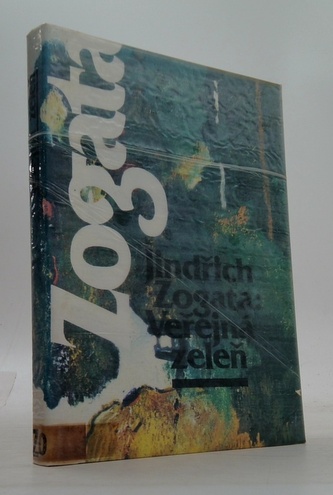 Zogata
Jindřich
Zogata:
Veřejná
zeleň